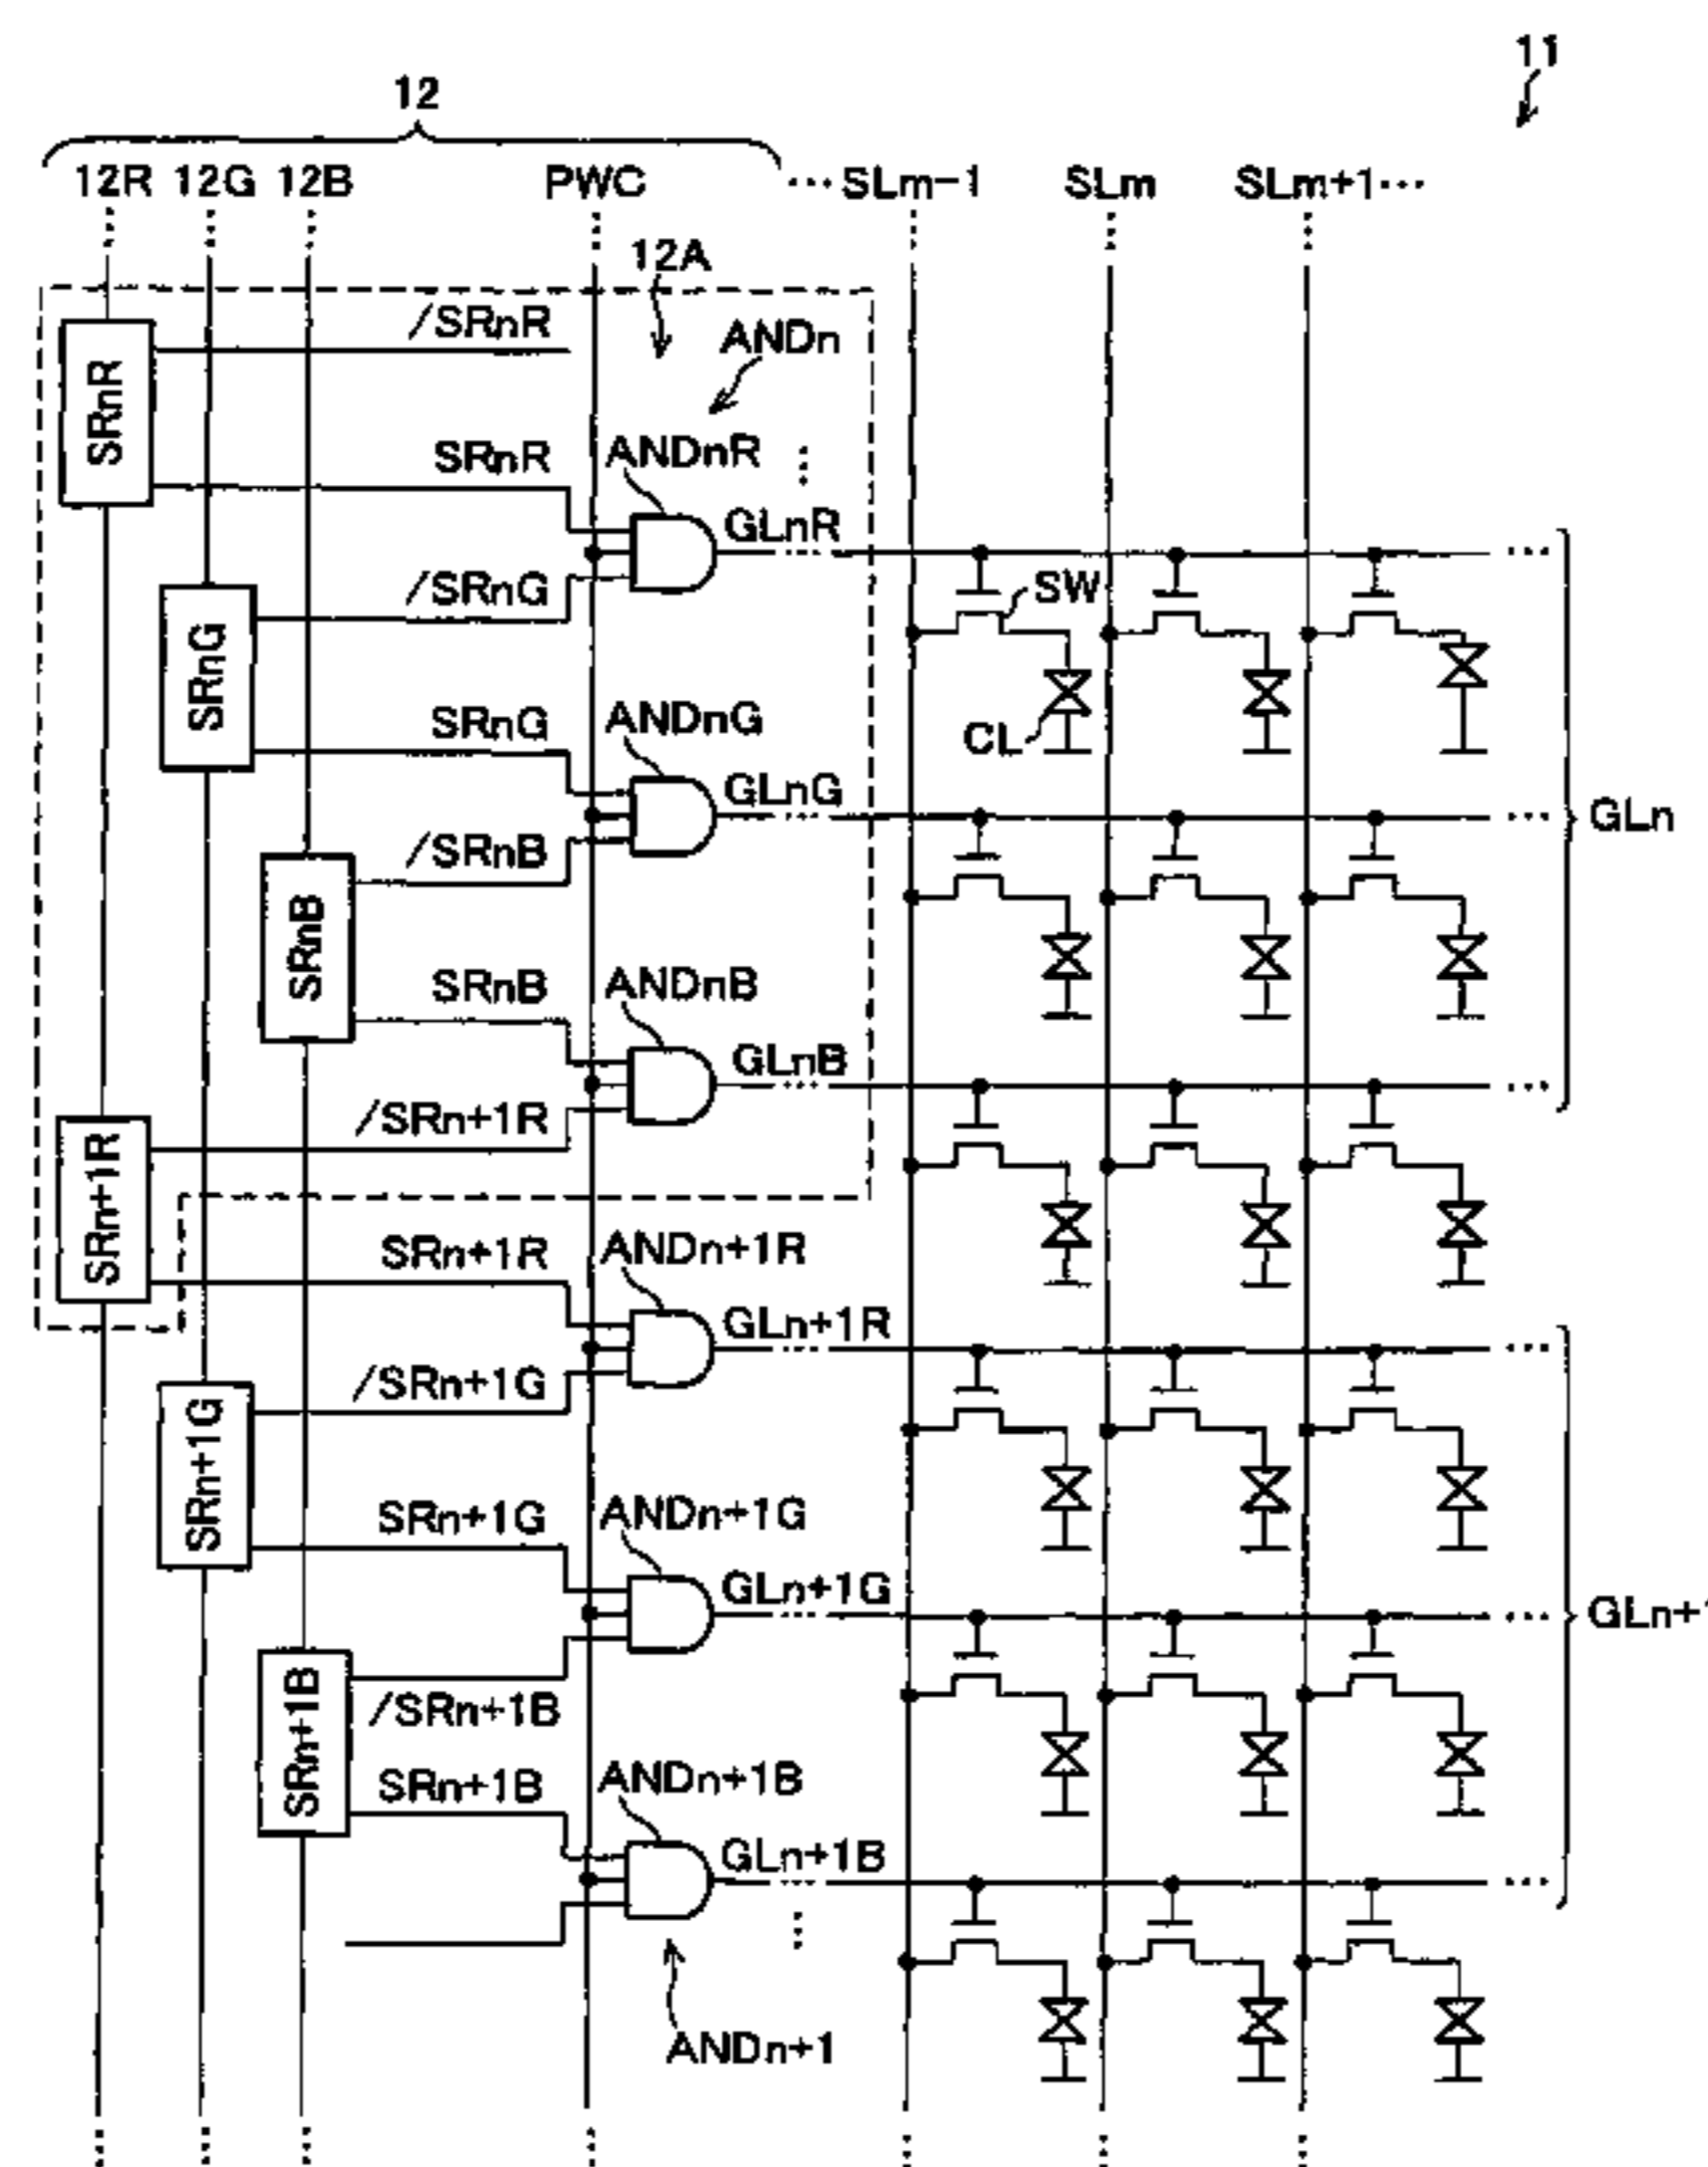 11
12
12R 12G 12B PWC ⋯ SLm-1 SLm SLm+1⋯
12A
/SRnR
ANDn
SRnR
SRnR
ANDnR
GLnR
/SRnG
SW
SRnG
CL
SRnG
ANDnG
GLnG
GLn
/SRnB
SRnB
SRnB
ANDnB
GLnB
/SRn+1R
SRn+1R
SRn+1R
ANDn+1R
GLn+1R
/SRn+1G
SRn+1G
SRn+1G
ANDn+1G
GLn+1G
GLn+1
/SRn+1B
SRn+1B
SRn+1B
ANDn+1B
GLn+1B
ANDn+1